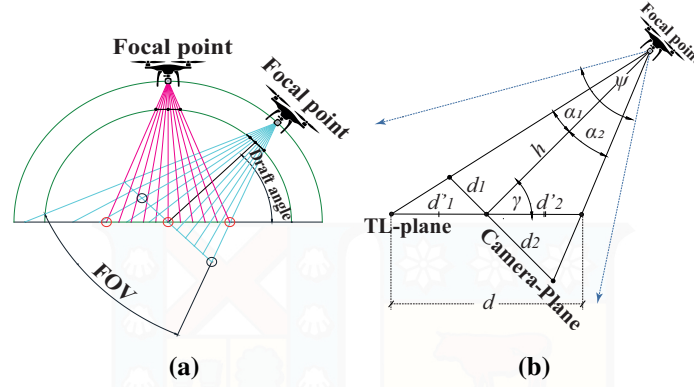 Focal point
Focal point
Draft angle
FOV
(a)
Focal point
ψ
α1
α2
h
d1
d'1
γ
d'2
TL-plane
d2
Camera-Plane
d
(b)